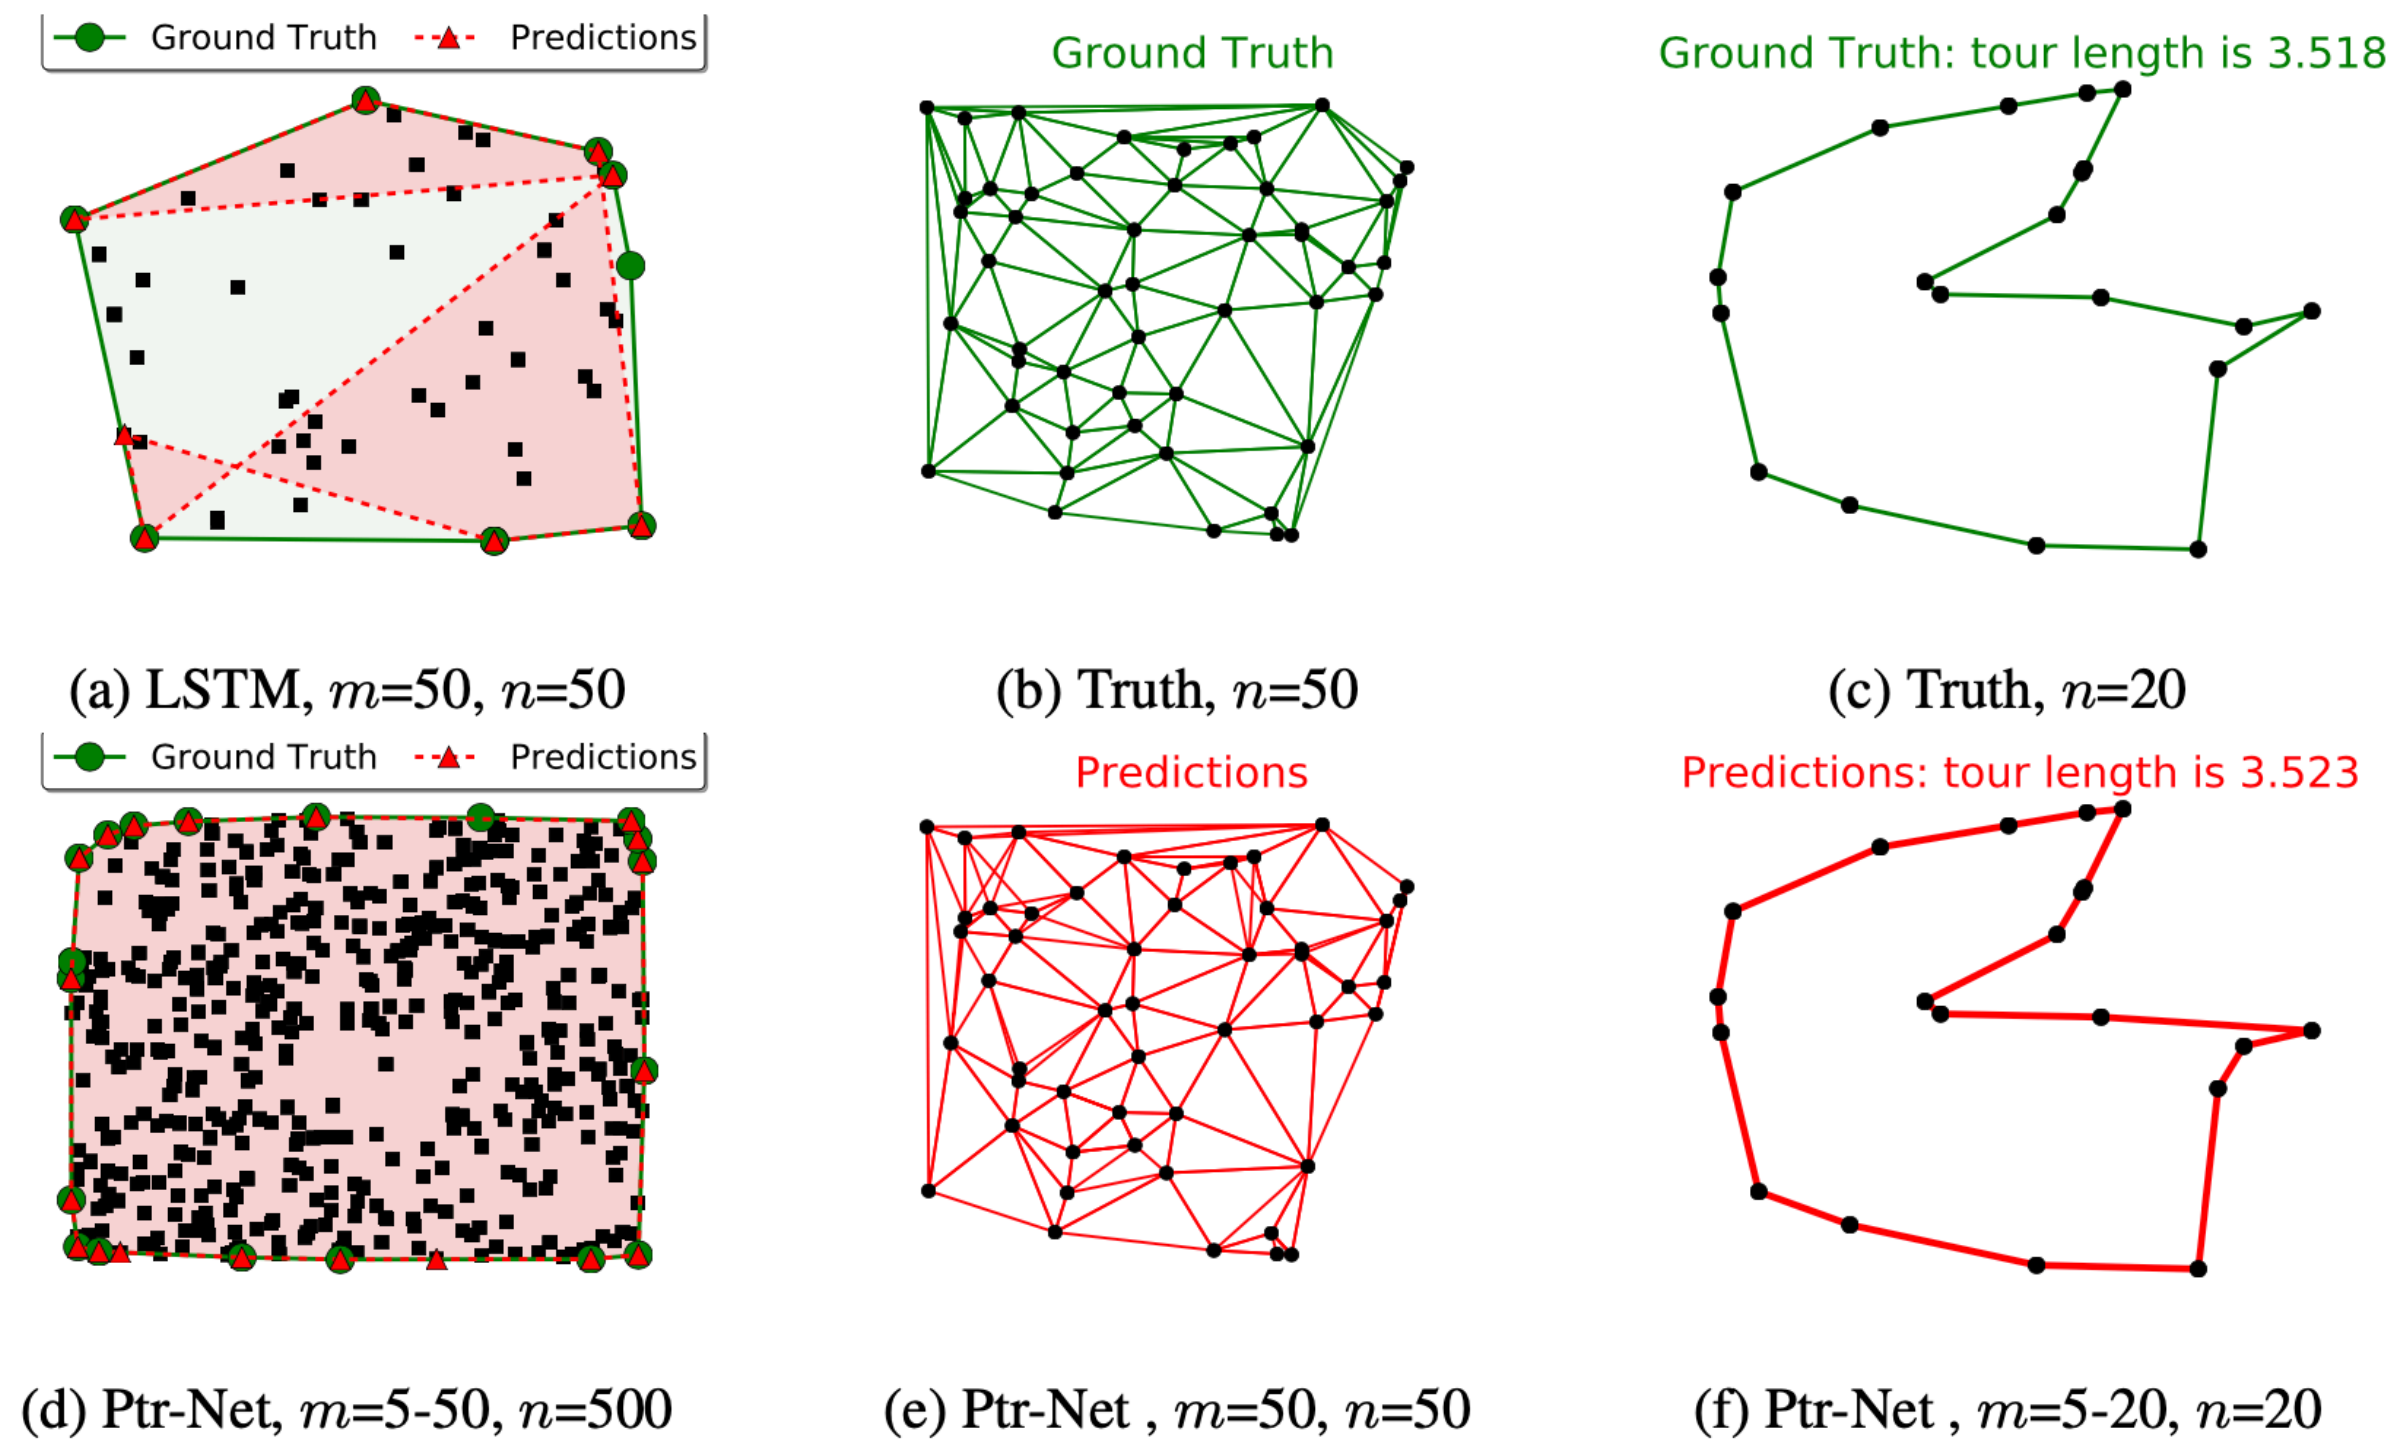 Ground Truth Predictions
Ground Truth
Ground Truth: tour length is 3.518
(a) LSTM, m=50, n=50
(b) Truth, n=50
(c) Truth, n=20
Ground Truth Predictions
Predictions
Predictions: tour length is 3.523
(d) Ptr-Net, m=5-50, n=500
(e) Ptr-Net , m=50, n=50
(f) Ptr-Net , m=5-20, n=20